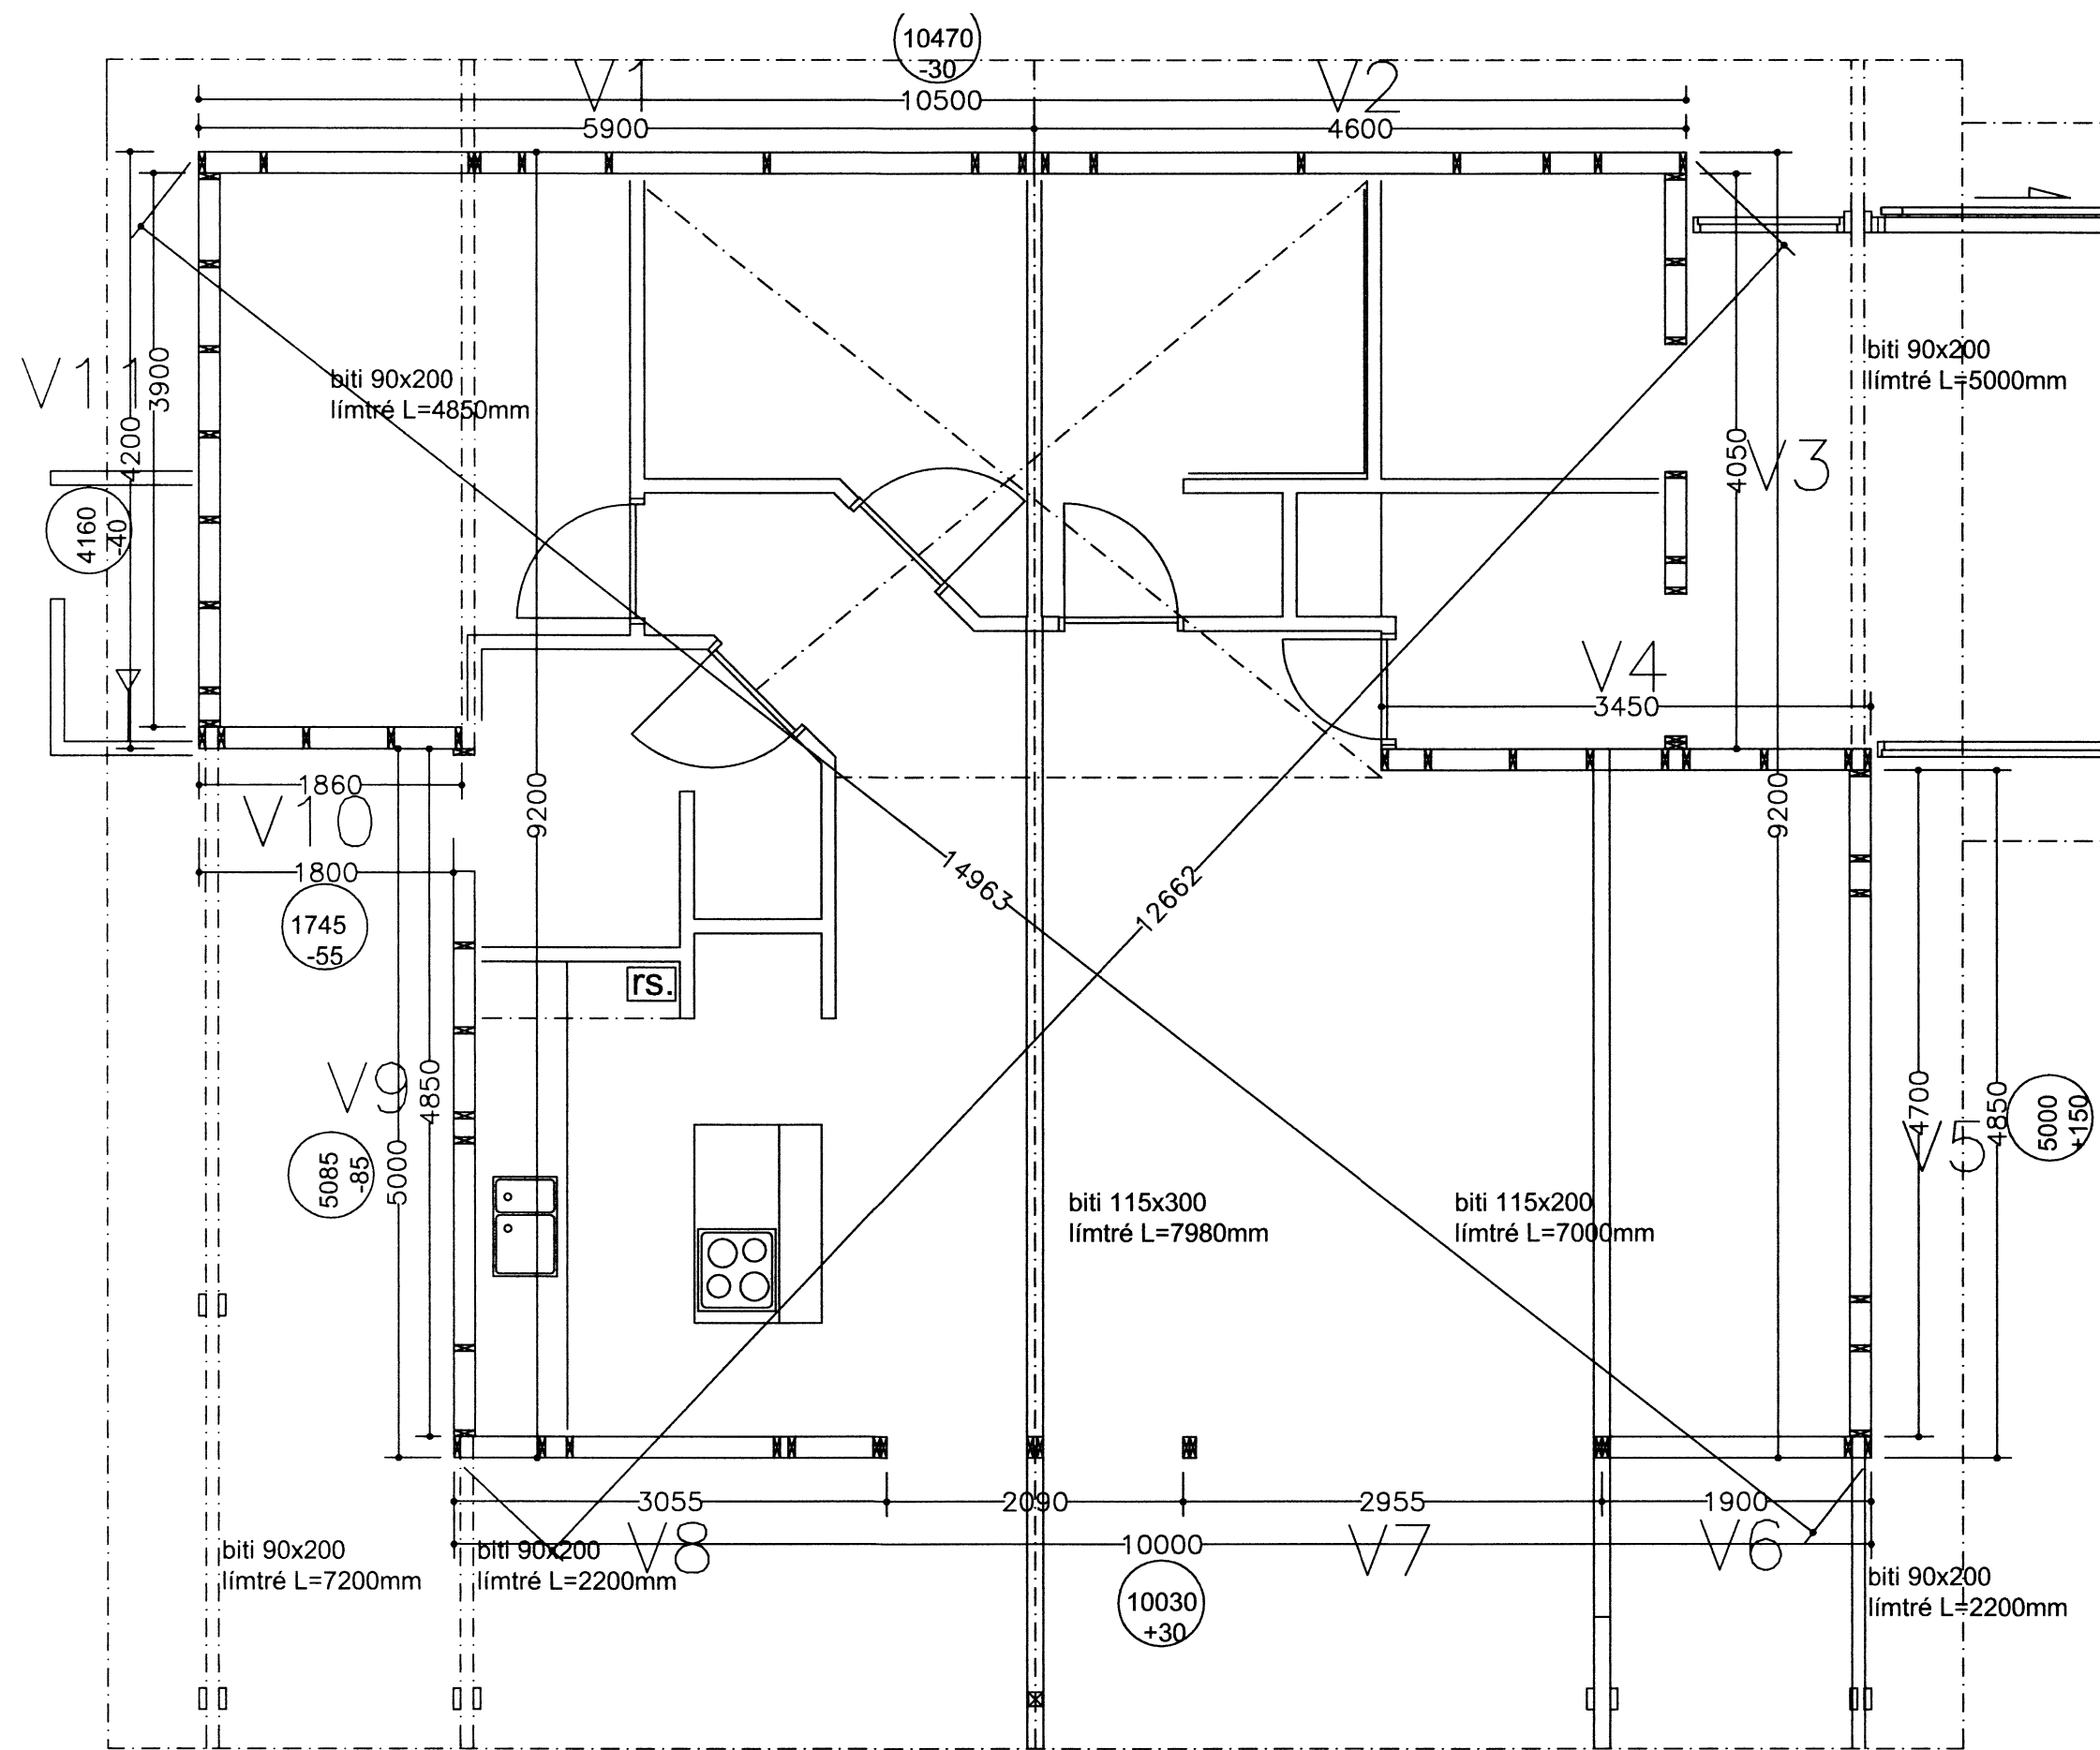 10470
-30
V1
V2
10500
5900
4600
V11
3900
4200
biti 90x200
límtré L=4850mm
biti 90x200
límtré L=5000mm
4050
V3
4160
-40
V4
3450
1860
V10
9200
9200
1800
1745
-55
14963
12662
rs.
V9
4850
5000
5085
-85
4700
V5
4850
5000
+150
biti 115x300
límtré L=7980mm
biti 115x200
límtré L=7000mm
3055
2090
2955
1900
V8
10000
V7
V6
biti 90x200
límtré L=7200mm
biti 90x200
límtré L=2200mm
10030
+30
biti 90x200
límtré L=2200mm